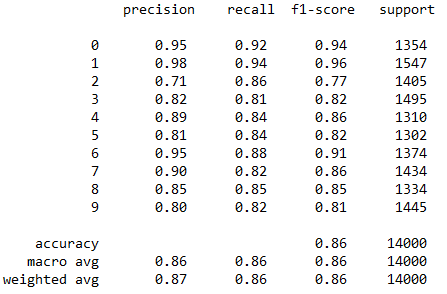 precision recall f1-score support
0 0.95 0.92 0.94 1354
1 0.98 0.94 0.96 1547
2 0.71 0.86 0.77 1405
3 0.82 0.81 0.82 1495
4 0.89 0.84 0.86 1310
5 0.81 0.84 0.82 1302
6 0.95 0.88 0.91 1374
7 0.90 0.82 0.86 1434
8 0.85 0.85 0.85 1334
9 0.80 0.82 0.81 1445
accuracy 0.86 14000
macro avg 0.86 0.86 0.86 14000
weighted avg 0.87 0.86 0.86 14000